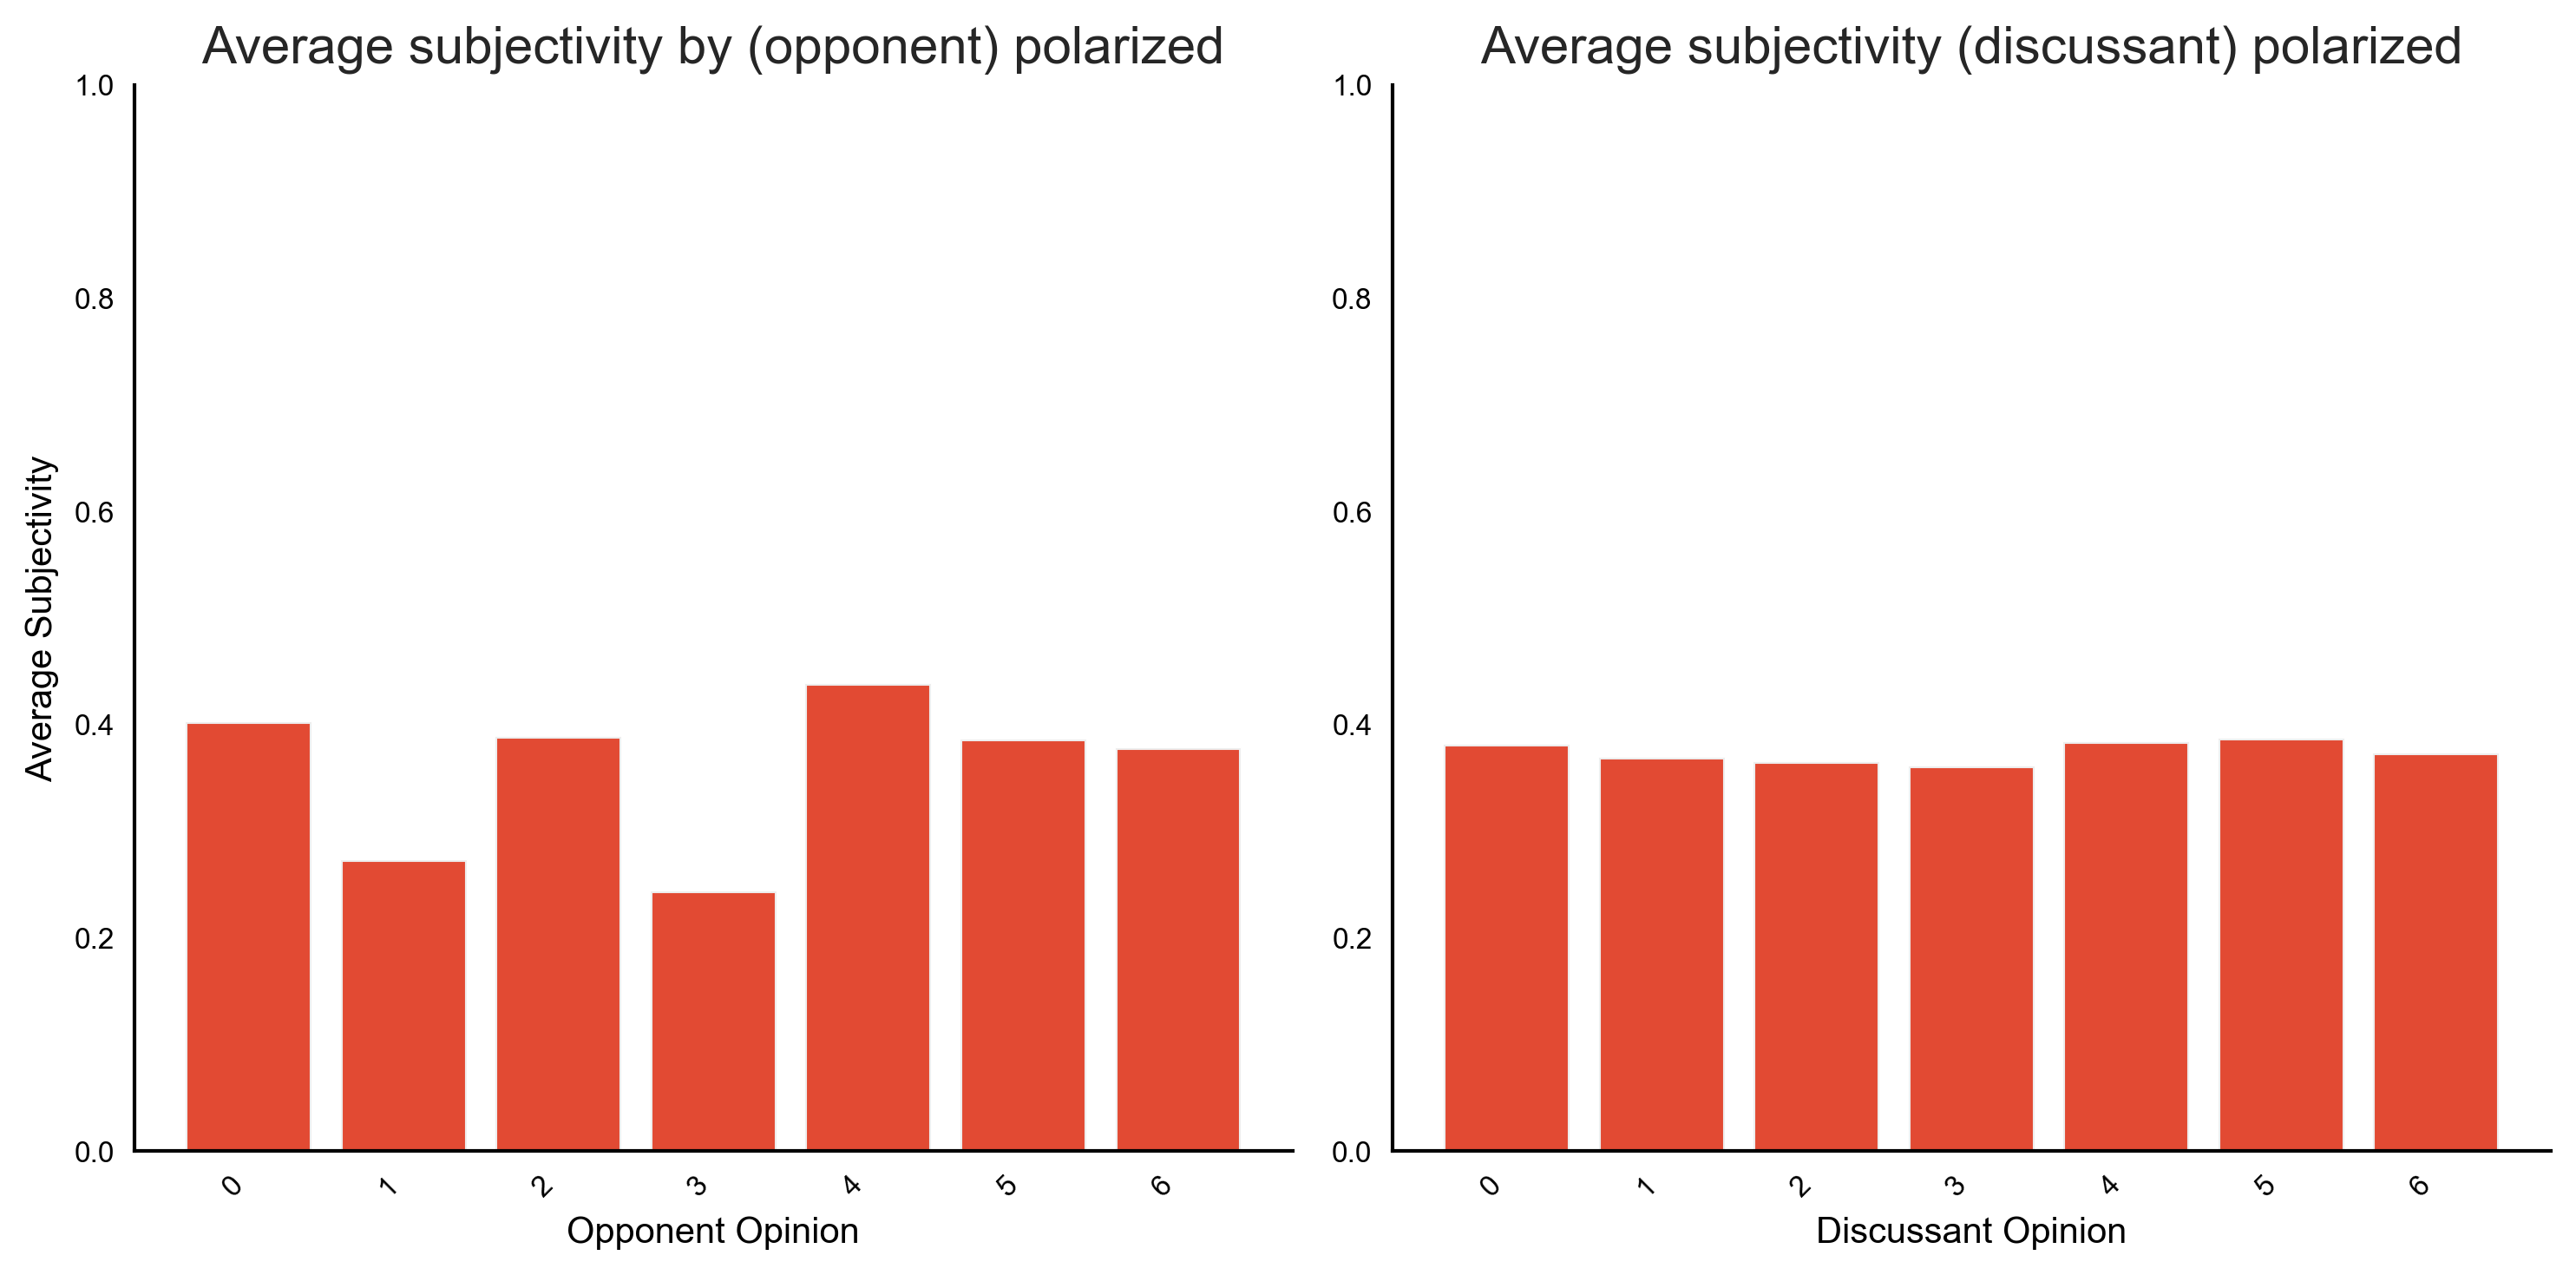 Average subjectivity by (opponent) polarized
1.0
0.8
0.6
0.4
0.2
0.0
Average Subjectivity
0 1 2 3 4 5 6
Opponent Opinion
Average subjectivity (discussant) polarized
1.0
0.8
0.6
0.4
0.2
0.0
0 1 2 3 4 5 6
Discussant Opinion